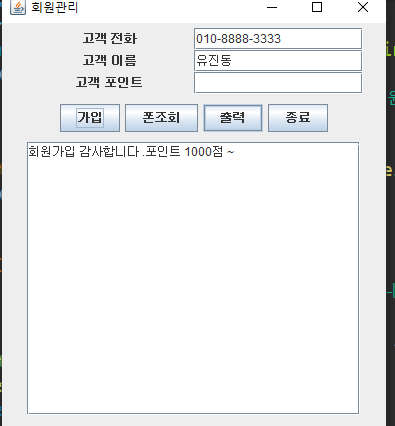 회원관리
고객 전화 010-8888-3333
고객 이름 유진동
고객 포인트
가입 폰조회 출력 종료
회원가입 감사합니다 .포인트 1000점 ~